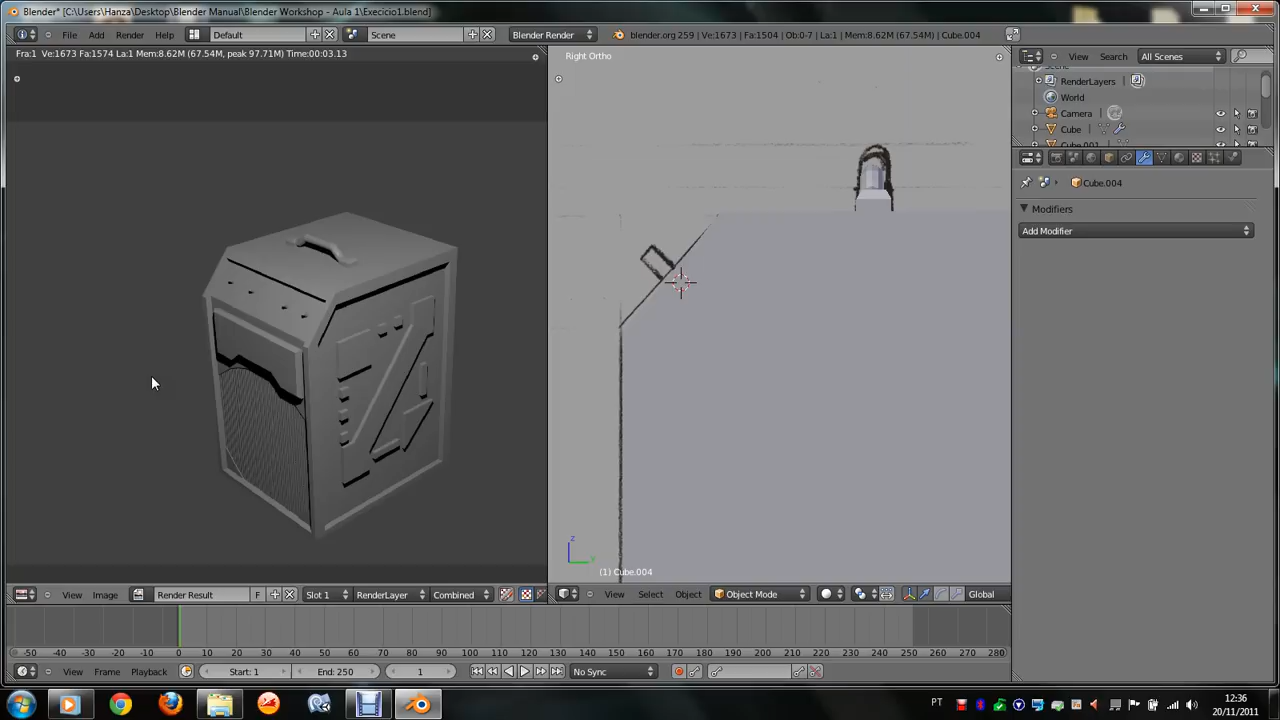 Blender* [C:\Users\Hanza\Desktop\Blender Manual\Blender Workshop - Aula 1\Execicio1.blend]
File Add Render Help Default Scene Blender Render blender.org 259 | Ve:1673 | Fa:1504 | Ob:0-7 | La:1 | Mem:8.62M (67.54M) | Cube.004
Fra:1 Ve:1673 Fa:1574 La:1 Mem:8.62M (67.54M, peak 97.71M) Time:00:03.13
Right Ortho
View Search All Scenes
RenderLayers
World
Camera
Cube
Cube.001
Cube.004
Modifiers
Add Modifier
z
y
(1) Cube.004
View Image Render Result F Slot 1 RenderLayer Combined
View Select Object Object Mode Global
-50 -40 -30 -20 -10 0 10 20 30 40 50 60 70 80 90 100 110 120 130 140 150 160 170 180 190 200 210 220 230 240 250 260 270 280
View Frame Playback Start: 1 End: 250 1 No Sync
PT 12:36
20/11/2011